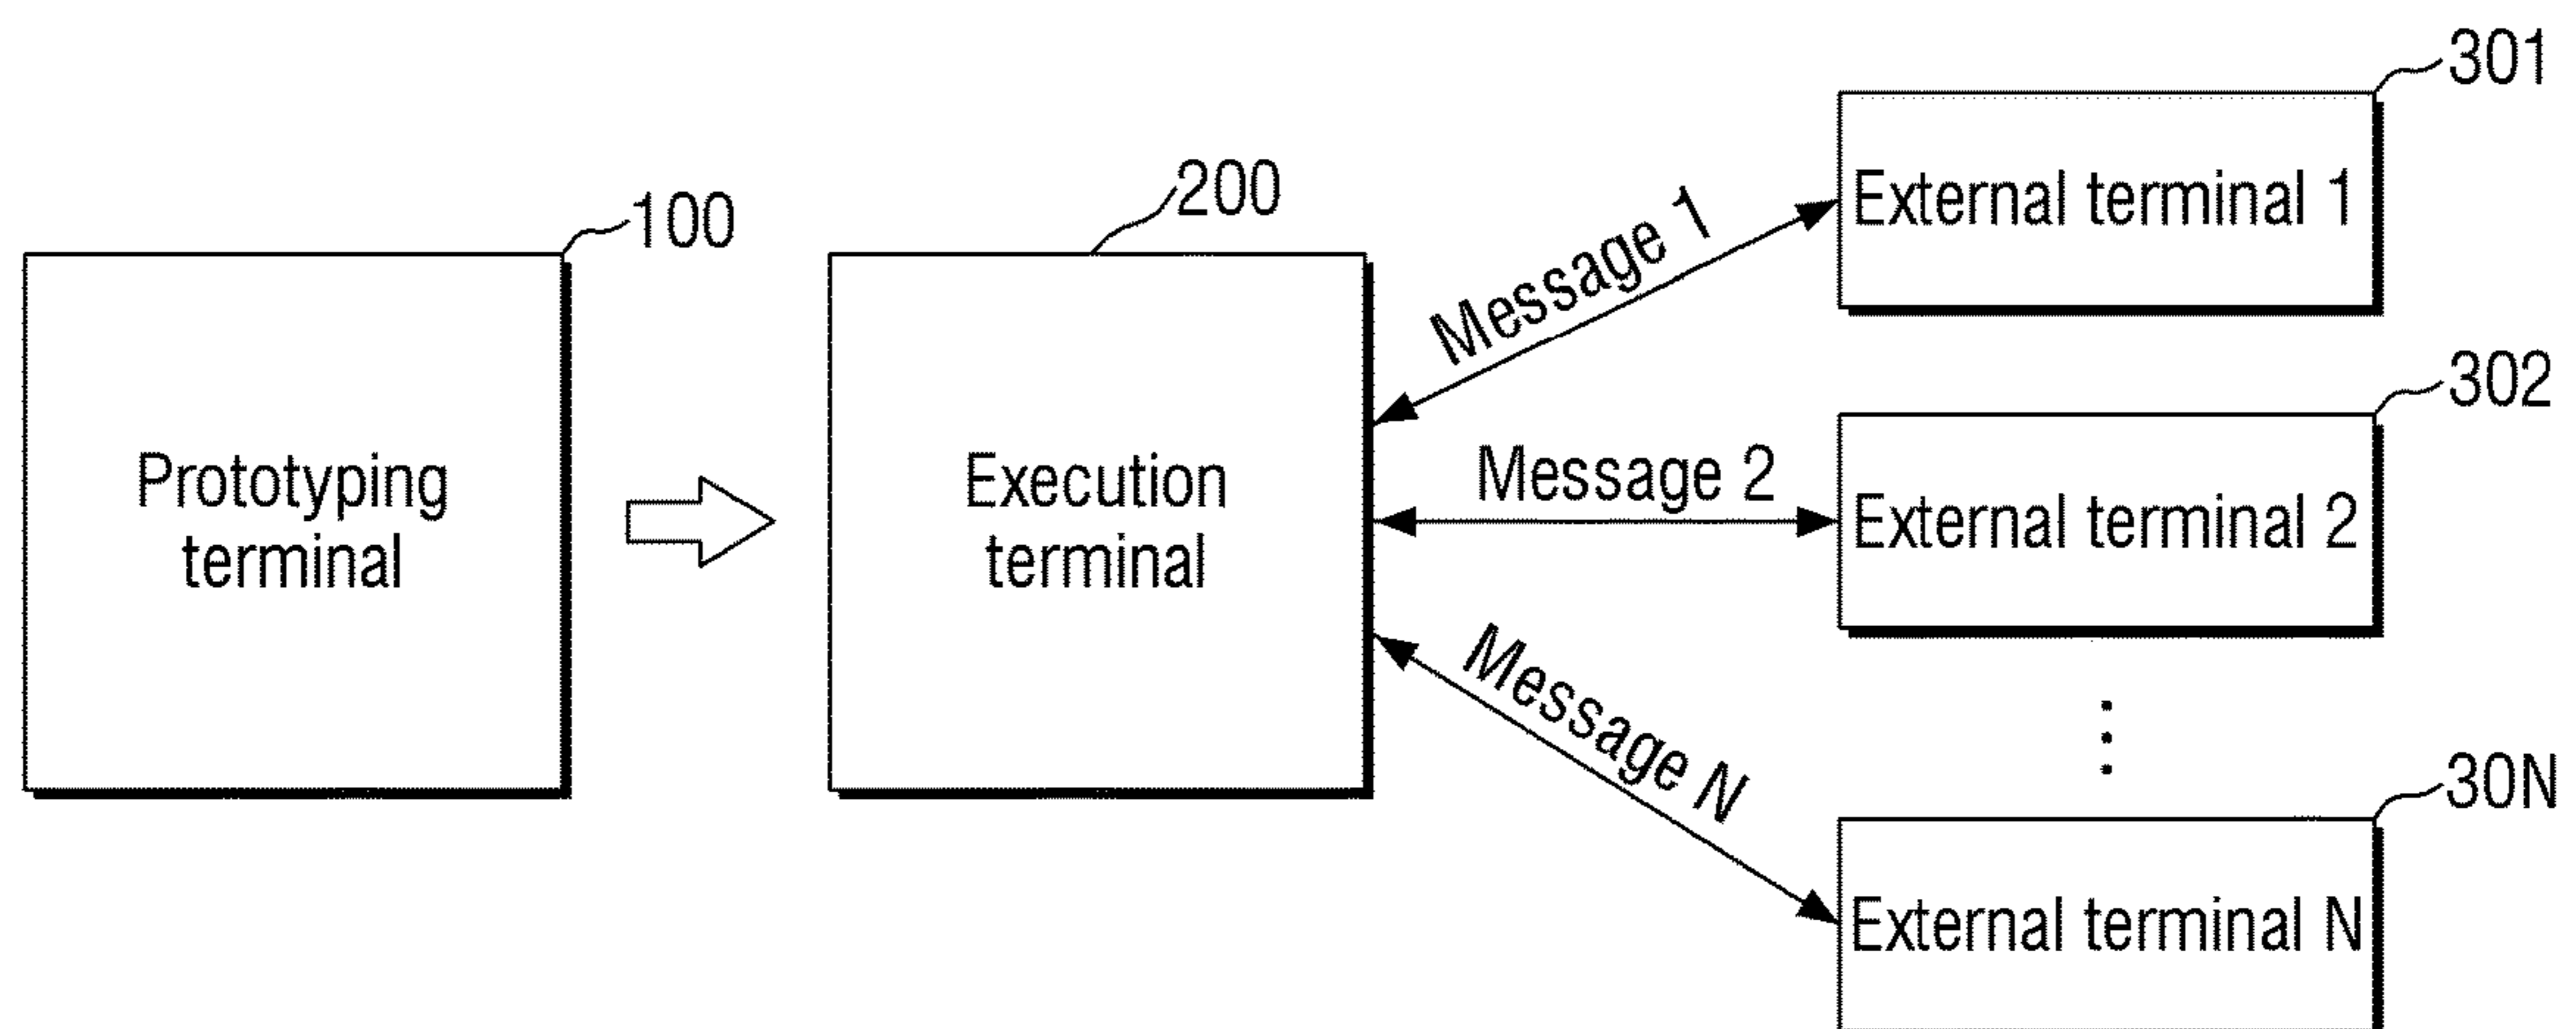 100
Prototyping
terminal
200
Execution
terminal
Message 1
Message 2
Message N
301
External terminal 1
302
External terminal 2
30N
External terminal N